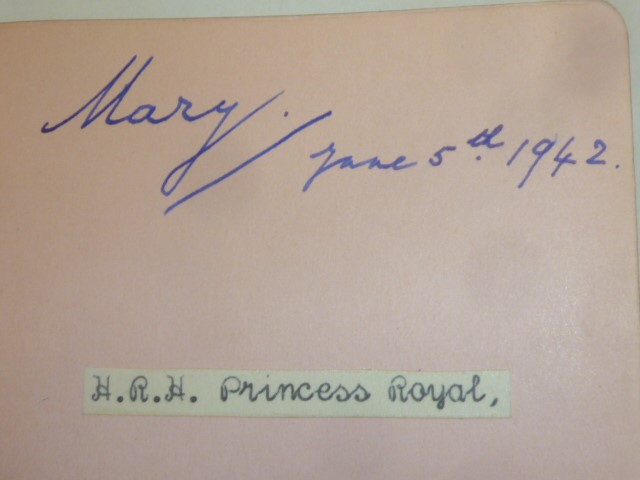 Mary.
June 5th. 1942.
H.R.H. Princess Royal,